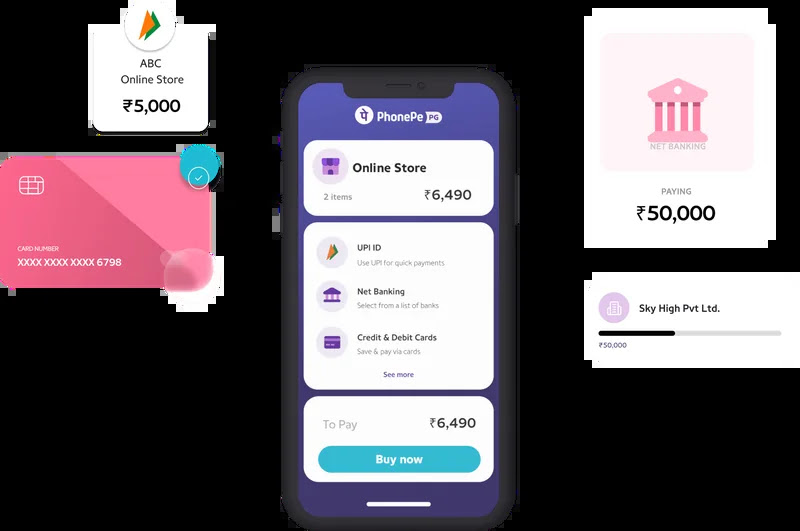 ABC
Online Store
₹5,000
CARD NUMBER
XXXX XXXX XXXX 6798
पे PhonePe PG
Online Store
2 items ₹6,490
UPI ID
Use UPI for quick payments
Net Banking
Select from a list of banks
Credit & Debit Cards
Save & pay via cards
See more
To Pay ₹6,490
Buy now
NET BANKING
PAYING
₹50,000
Sky High Pvt Ltd.
₹50,000